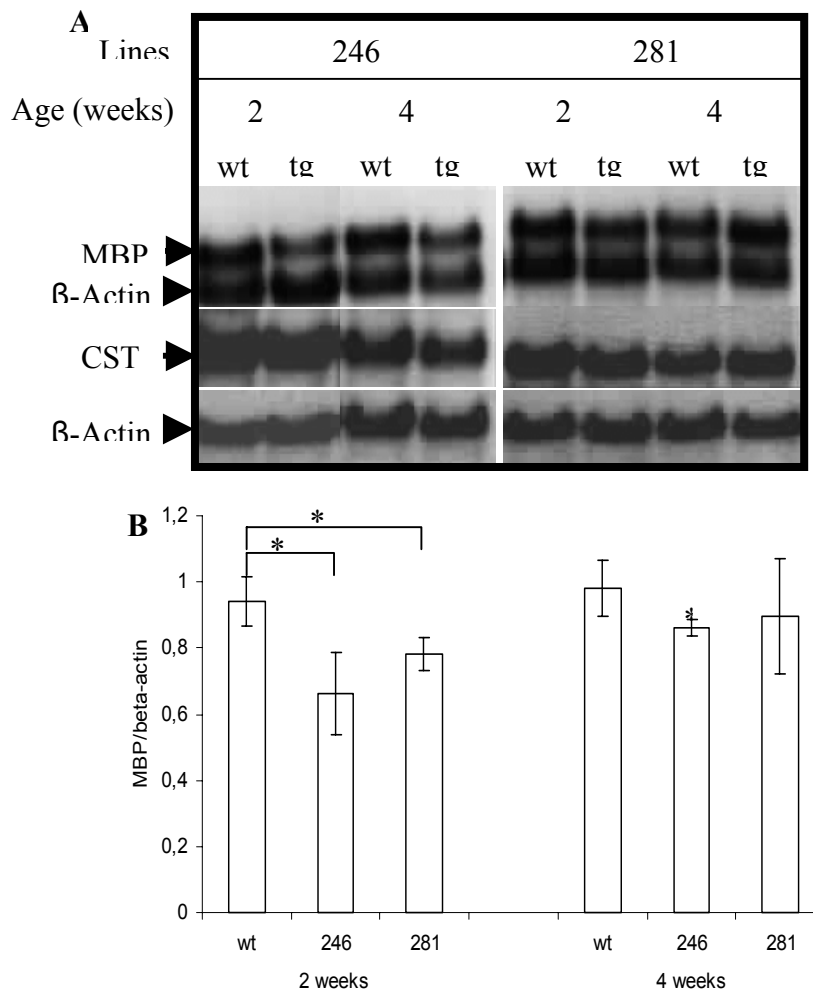 A
Lines 246 281
Age (weeks) 2 4 2 4
wt tg wt tg wt tg wt tg
MBP
ß-Actin
CST
ß-Actin
B
1,2
*
*
1
*
0,8
0,6
0,4
0,2
0
MBP/beta-actin
wt 246 281 wt 246 281
2 weeks 4 weeks